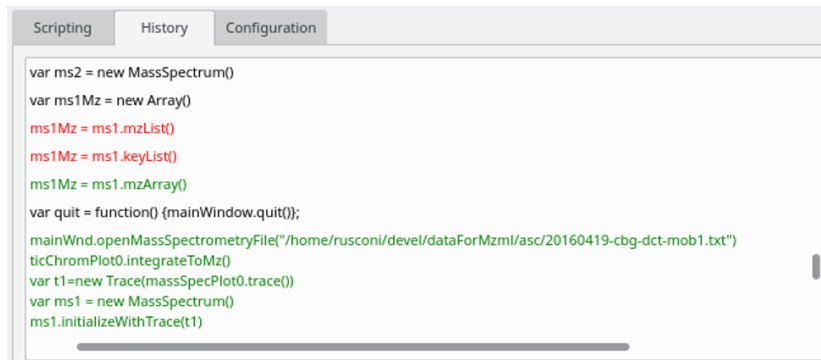 Scripting History Configuration
var ms2 = new MassSpectrum()
var ms1Mz = new Array()
ms1Mz = ms1.mzList()
ms1Mz = ms1.keyList()
ms1Mz = ms1.mzArray()
var quit = function() {mainWindow.quit()};
mainWnd.openMassSpectrometryFile("/home/rusconi/devel/dataForMzml/asc/20160419-cbg-dct-mob1.txt")
ticChromPlot0.integrateToMz()
var t1=new Trace(massSpecPlot0.trace())
var ms1 = new MassSpectrum()
ms1.initializeWithTrace(t1)